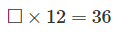 □ × 12 = 36